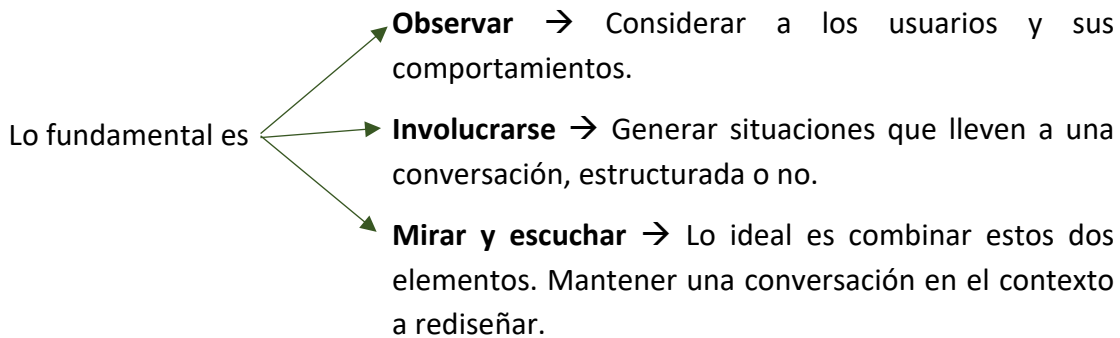 Lo fundamental es
Observar → Considerar a los usuarios y sus
comportamientos.
Involucrarse → Generar situaciones que lleven a una
conversación, estructurada o no.
Mirar y escuchar → Lo ideal es combinar estos dos
elementos. Mantener una conversación en el contexto
a rediseñar.